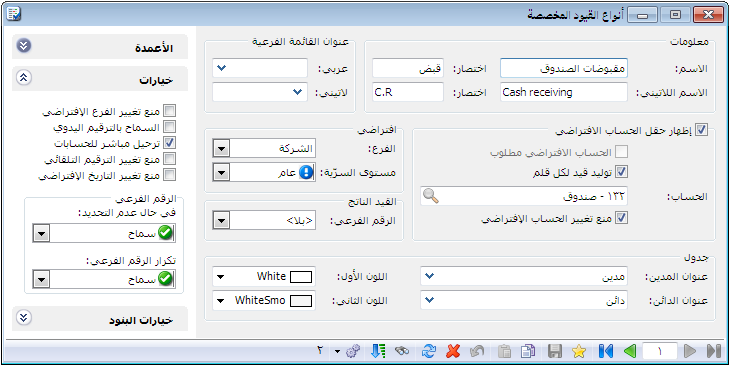 أنواع القيود المخصصة
معلومات
الاسم: مقبوضات الصندوق اختصار: قبض
الاسم اللاتيني: Cash receiving اختصار: C.R
عنوان القائمة الفرعية
عربي:
لاتيني:
إظهار حقل الحساب الافتراضي
الحساب الافتراضي مطلوب
توليد قيد لكل قلم
الحساب: ١٣٢ - صندوق
منع تغيير الحساب الإفتراضي
افتراضي
الفرع: الشركة
مستوى السرّية: عام
القيد الناتج
الرقم الفرعي: <بلا>
جدول
عنوان المدين: مدين اللون الأول: White
عنوان الدائن: دائن اللون الثاني: WhiteSmo
الأعمدة
خيارات
منع تغيير الفرع الإفتراضي
السماح بالترقيم اليدوي
ترحيل مباشر للحسابات
منع تغيير الترقيم التلقائي
منع تغيير التاريخ الإفتراضي
الرقم الفرعي
في حال عدم التحديد:
سماح
تكرار الرقم الفرعي:
سماح
خيارات البنود
١
٢